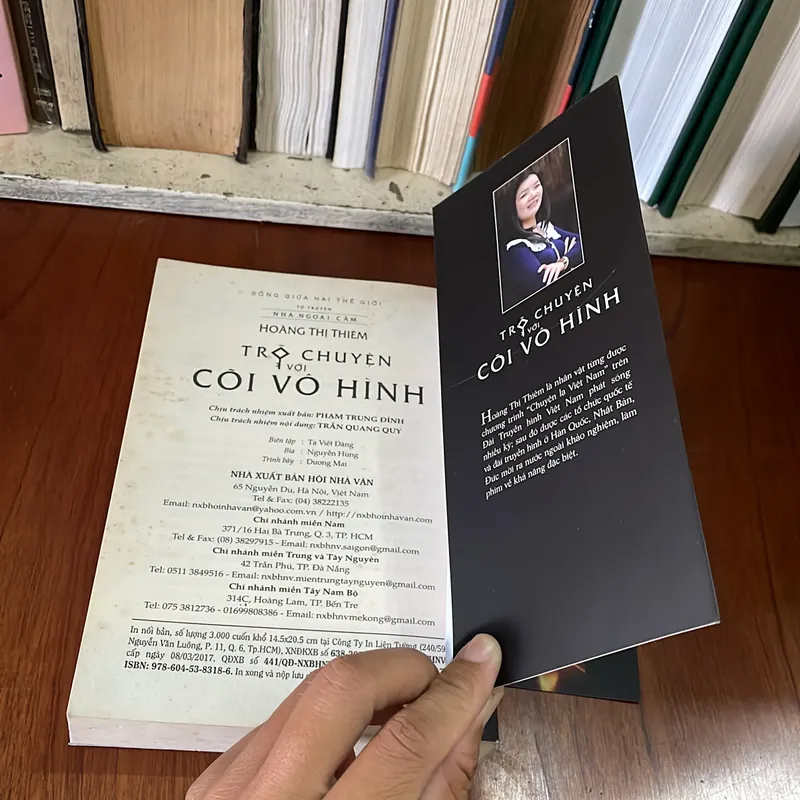 SỐNG GIỮA HAI THẾ GIỚI
TỰ TRUYỆN
NHÀ NGOẠI CẢM
HOÀNG THỊ THIÊM
TRÒ CHUYỆN
VỚI
CÕI VÔ HÌNH
Chịu trách nhiệm xuất bản: PHẠM TRUNG ĐỈNH
Chịu trách nhiệm nội dung: TRẦN QUANG QUÝ
Biên tập : Tạ Viết Đãng
Bìa : Nguyễn Hùng
Trình bày : Dương Mai
NHÀ XUẤT BẢN HỘI NHÀ VĂN
65 Nguyễn Du, Hà Nội, Việt Nam
Tel & Fax: (04) 38222135
Email: nxbhoinhavan@yahoo.com.vn / http://nxbhoinhavan.com
Chi nhánh miền Nam
371/16 Hai Bà Trưng, Q. 3, TP. HCM
Tel & Fax: (08) 38297915 - Email: nxbhnv.saigon@gmail.com
Chi nhánh miền Trung và Tây Nguyên
42 Trần Phú, TP. Đà Nẵng
Tel: 0511 3849516 - Email: nxbhnv.mientrungtaynguyen@gmail.com
Chi nhánh miền Tây Nam Bộ
314C, Hoàng Lam, TP. Bến Tre
Tel: 075 3812736 - 01699808386 - Email: nxbhnvmekong@gmail.com
In nối bản, số lượng 3.000 cuốn khổ 14.5x20.5 cm tại Công Ty In Liên Tường (240/59
Nguyễn Văn Luông, P. 11, Q. 6, Tp.HCM), XNĐKXB số
cấp ngày 08/03/2017. QĐXB số 441/QĐ-NXBHN
ISBN: 978-604-53-8318-6. In xong và nộp lưu
TRÒ CHUYỆN
VỚI
CÕI VÔ HÌNH
Hoàng Thị Thiêm là nhân vật từng được
chương trình "Chuyện lạ Việt Nam" trên
Đài Truyền hình Việt Nam phát sóng
nhiều kỳ; sau đó được các tổ chức quốc tế
và đài truyền hình ở Hàn Quốc, Nhật Bản,
Đức mời ra nước ngoài khảo nghiệm, làm
phim về khả năng đặc biệt.